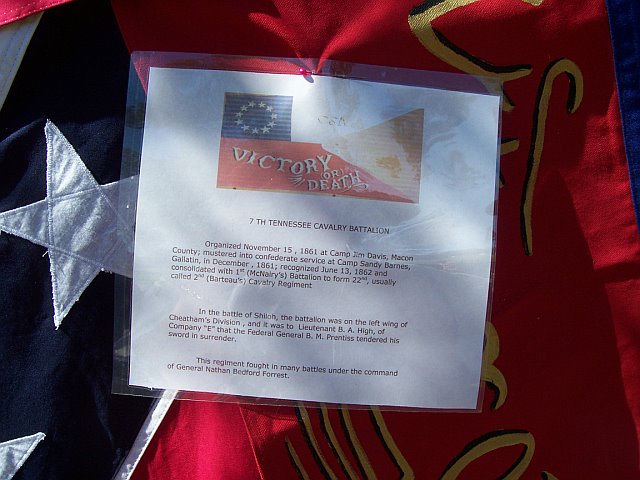 CSA
VICTORY
OR
DEATH
7 TH TENNESSEE CAVALRY BATTALION
Organized November 15 , 1861 at Camp Jim Davis, Macon
County; mustered into confederate service at Camp Sandy Barnes,
Gallatin, in December , 1861; recognized June 13, 1862 and
consolidated with 1st (McNairy's) Battalion to form 22nd, usually
called 2nd (Barteau's) Cavalry Regiment
In the battle of Shiloh, the battalion was on the left wing of
Cheatham's Division , and it was to Lieutenant B. A. High, of
Company "E" that the Federal General B. M. Prentiss tendered his
sword in surrender.
This regiment fought in many battles under the command
of General Nathan Bedford Forrest.